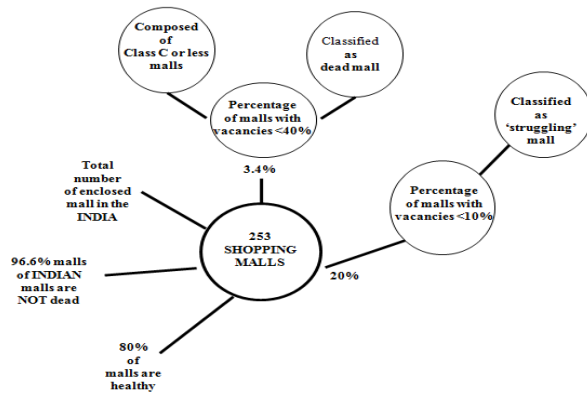 Composed
of
Class C or less
malls
Classified
as
dead mall
Percentage
of malls with
vacancies <40%
3.4%
Classified
as
‘struggling’
mall
Percentage
of malls with
vacancies <10%
20%
Total
number
of enclosed
mall in the
INDIA
253
SHOPPING
MALLS
96.6% malls
of INDIAN
malls are
NOT dead
80%
of
malls are
healthy